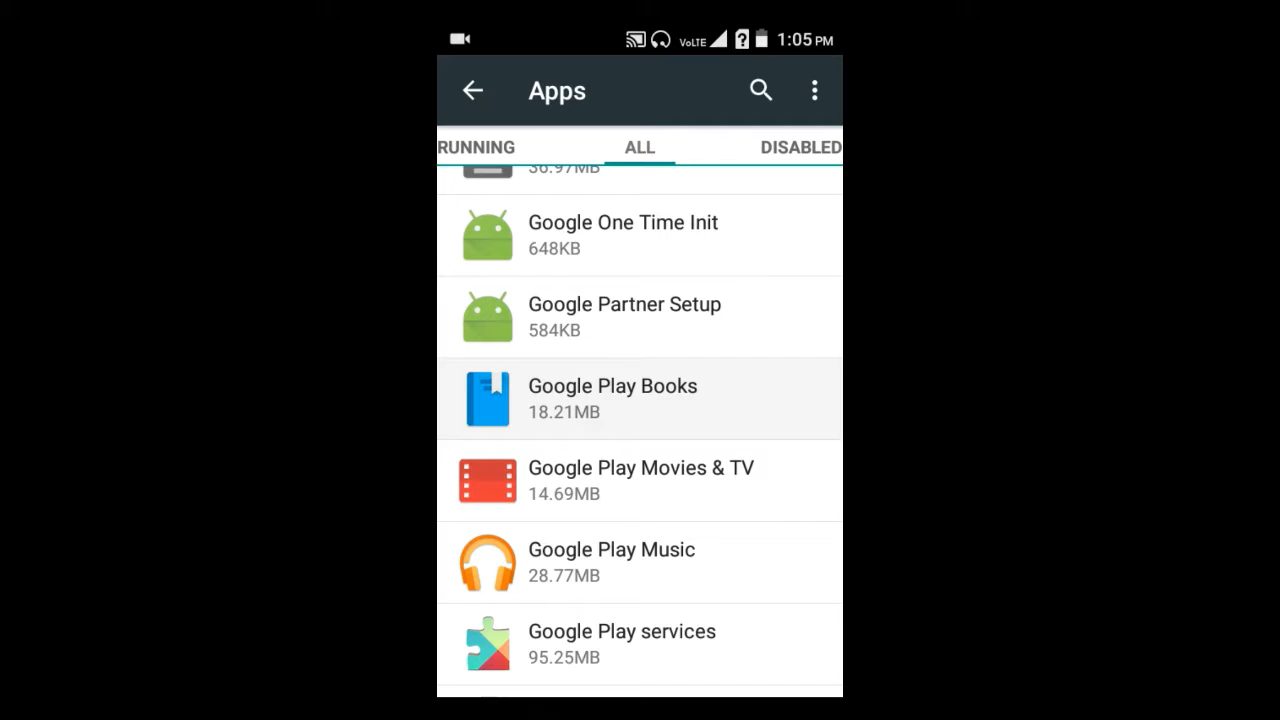 VoLTE ? 1:05 PM
Apps
RUNNING ALL DISABLED
36.97MB
Google One Time Init
648KB
Google Partner Setup
584KB
Google Play Books
18.21MB
Google Play Movies & TV
14.69MB
Google Play Music
28.77MB
Google Play services
95.25MB